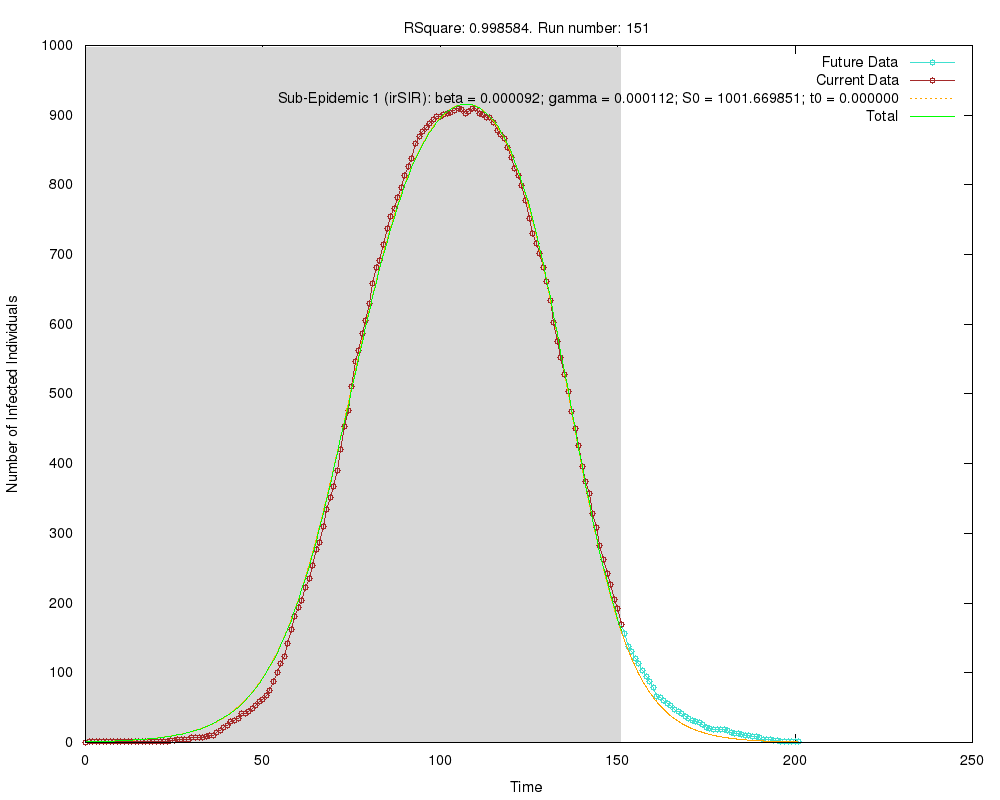 RSquare: 0.998584. Run number: 151
1000
900
800
700
600
500
400
300
200
100
0
Number of Infected Individuals
Future Data
Current Data
Sub-Epidemic 1 (irSIR): beta = 0.000092; gamma = 0.000112; S0 = 1001.669851; t0 = 0.000000
Total
0 50 100 150 200 250
Time